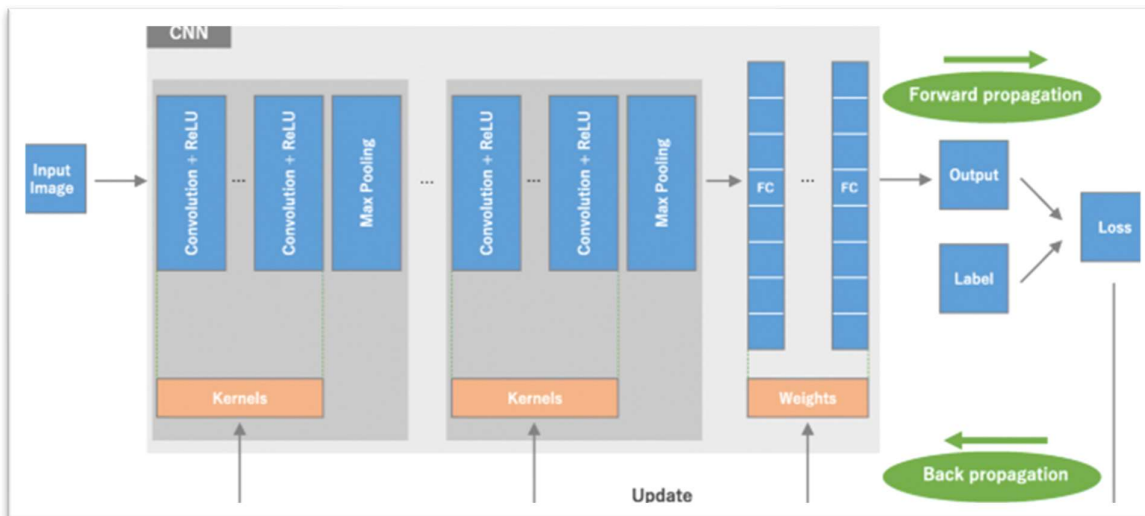 CNN
Forward propagation
Input
Image
Convolution + ReLU
...
Convolution + ReLU
Max Pooling
...
Convolution + ReLU
...
Convolution + ReLU
Max Pooling
FC
...
FC
Output
Label
Loss
Kernels
Kernels
Weights
Back propagation
Update